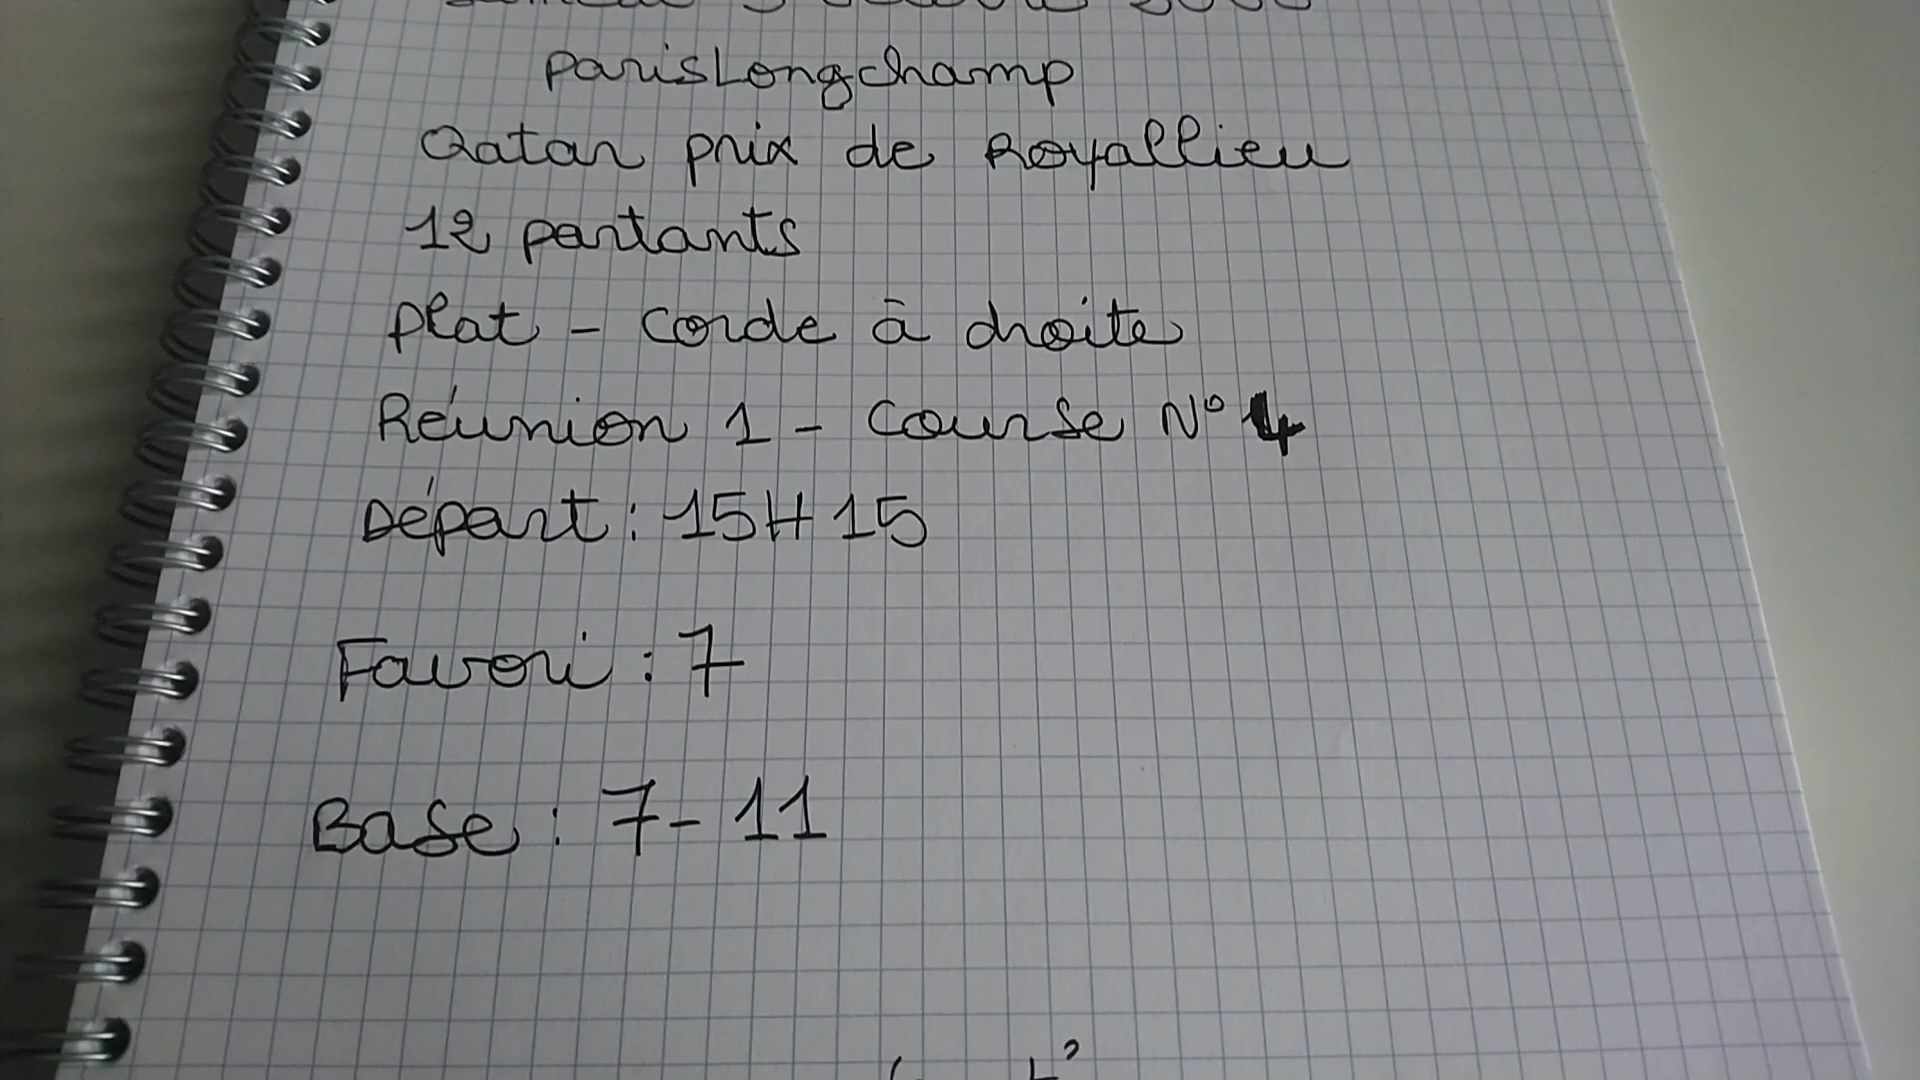 ParisLongchamp
Qatar prix de Royallieu
12 partants
Plat - corde à droite
Réunion 1 - Course N° 4
Départ : 15H15
Favori : 7
Base : 7 - 11